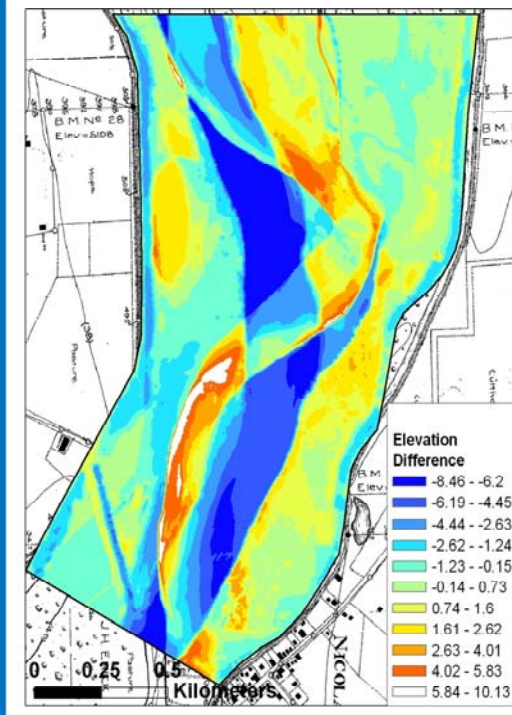 B.M. Nº 28
Elev=510B
Elev
B.M.
Elev
Pasture
NICOL
Elevation
Difference
-8.46 - -6.2
-6.19 - -4.45
-4.44 - -2.63
-2.62 - -1.24
-1.23 - -0.15
-0.14 - 0.73
0.74 - 1.6
1.61 - 2.62
2.63 - 4.01
4.02 - 5.83
5.84 - 10.13
0 0.25 0.5
Kilometers